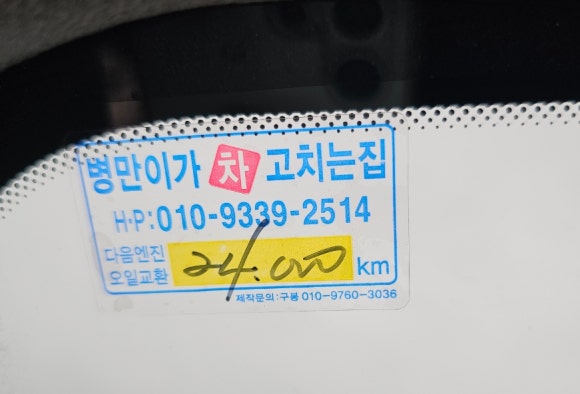 병만이가 차 고치는집
H·P:010-9339-2514
다음엔진
오일교환 24.000 km
제작문의:구봉 010-9760-3036